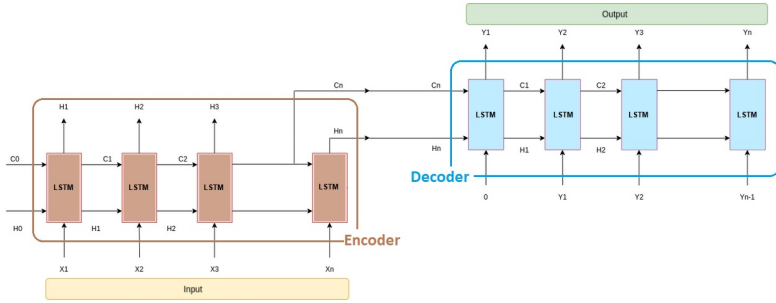 Output
Y1 Y2 Y3 Yn
Cn Cn C1 C2
LSTM LSTM LSTM LSTM
Hn Hn H1 H2
Decoder
0 Y1 Y2 Yn-1
H1 H2 H3
C0 C1 C2
LSTM LSTM LSTM LSTM
H0 H1 H2
Encoder
X1 X2 X3 Xn
Input